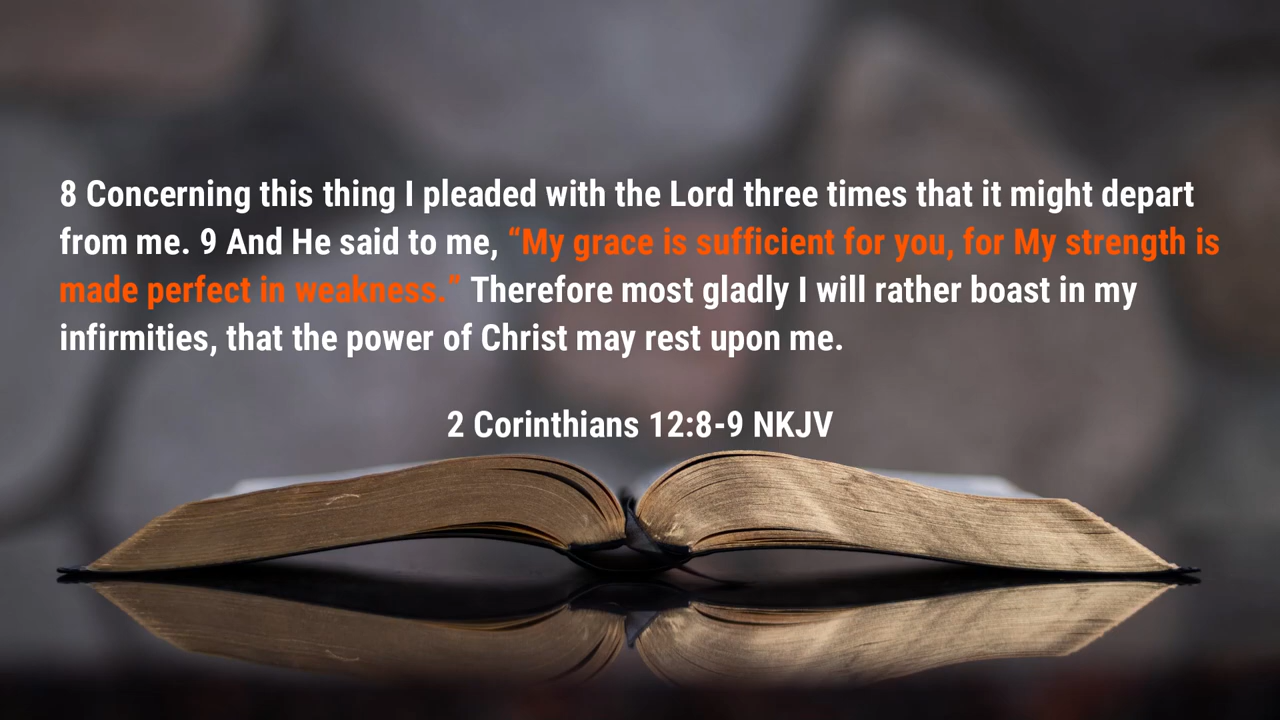 8 Concerning this thing I pleaded with the Lord three times that it might depart
from me. 9 And He said to me, “My grace is sufficient for you, for My strength is
made perfect in weakness.” Therefore most gladly I will rather boast in my
infirmities, that the power of Christ may rest upon me.
2 Corinthians 12:8-9 NKJV